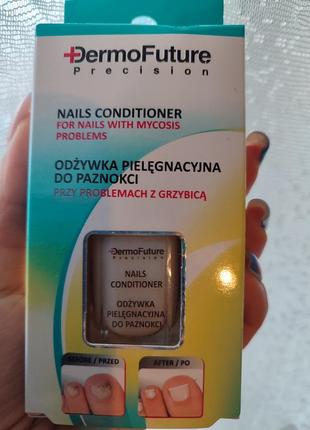 DermoFuture
Precision
NAILS CONDITIONER
FOR NAILS WITH MYCOSIS
PROBLEMS
ODŻYWKA PIELĘGNACYJNA
DO PAZNOKCI
PRZY PROBLEMACH Z GRZYBICĄ
DermoFuture
Precision
NAILS
CONDITIONER
ODŻYWKA
PIELĘGNACYJNA
DO PAZNOKCI
BEFORE / PRZED
AFTER / PO